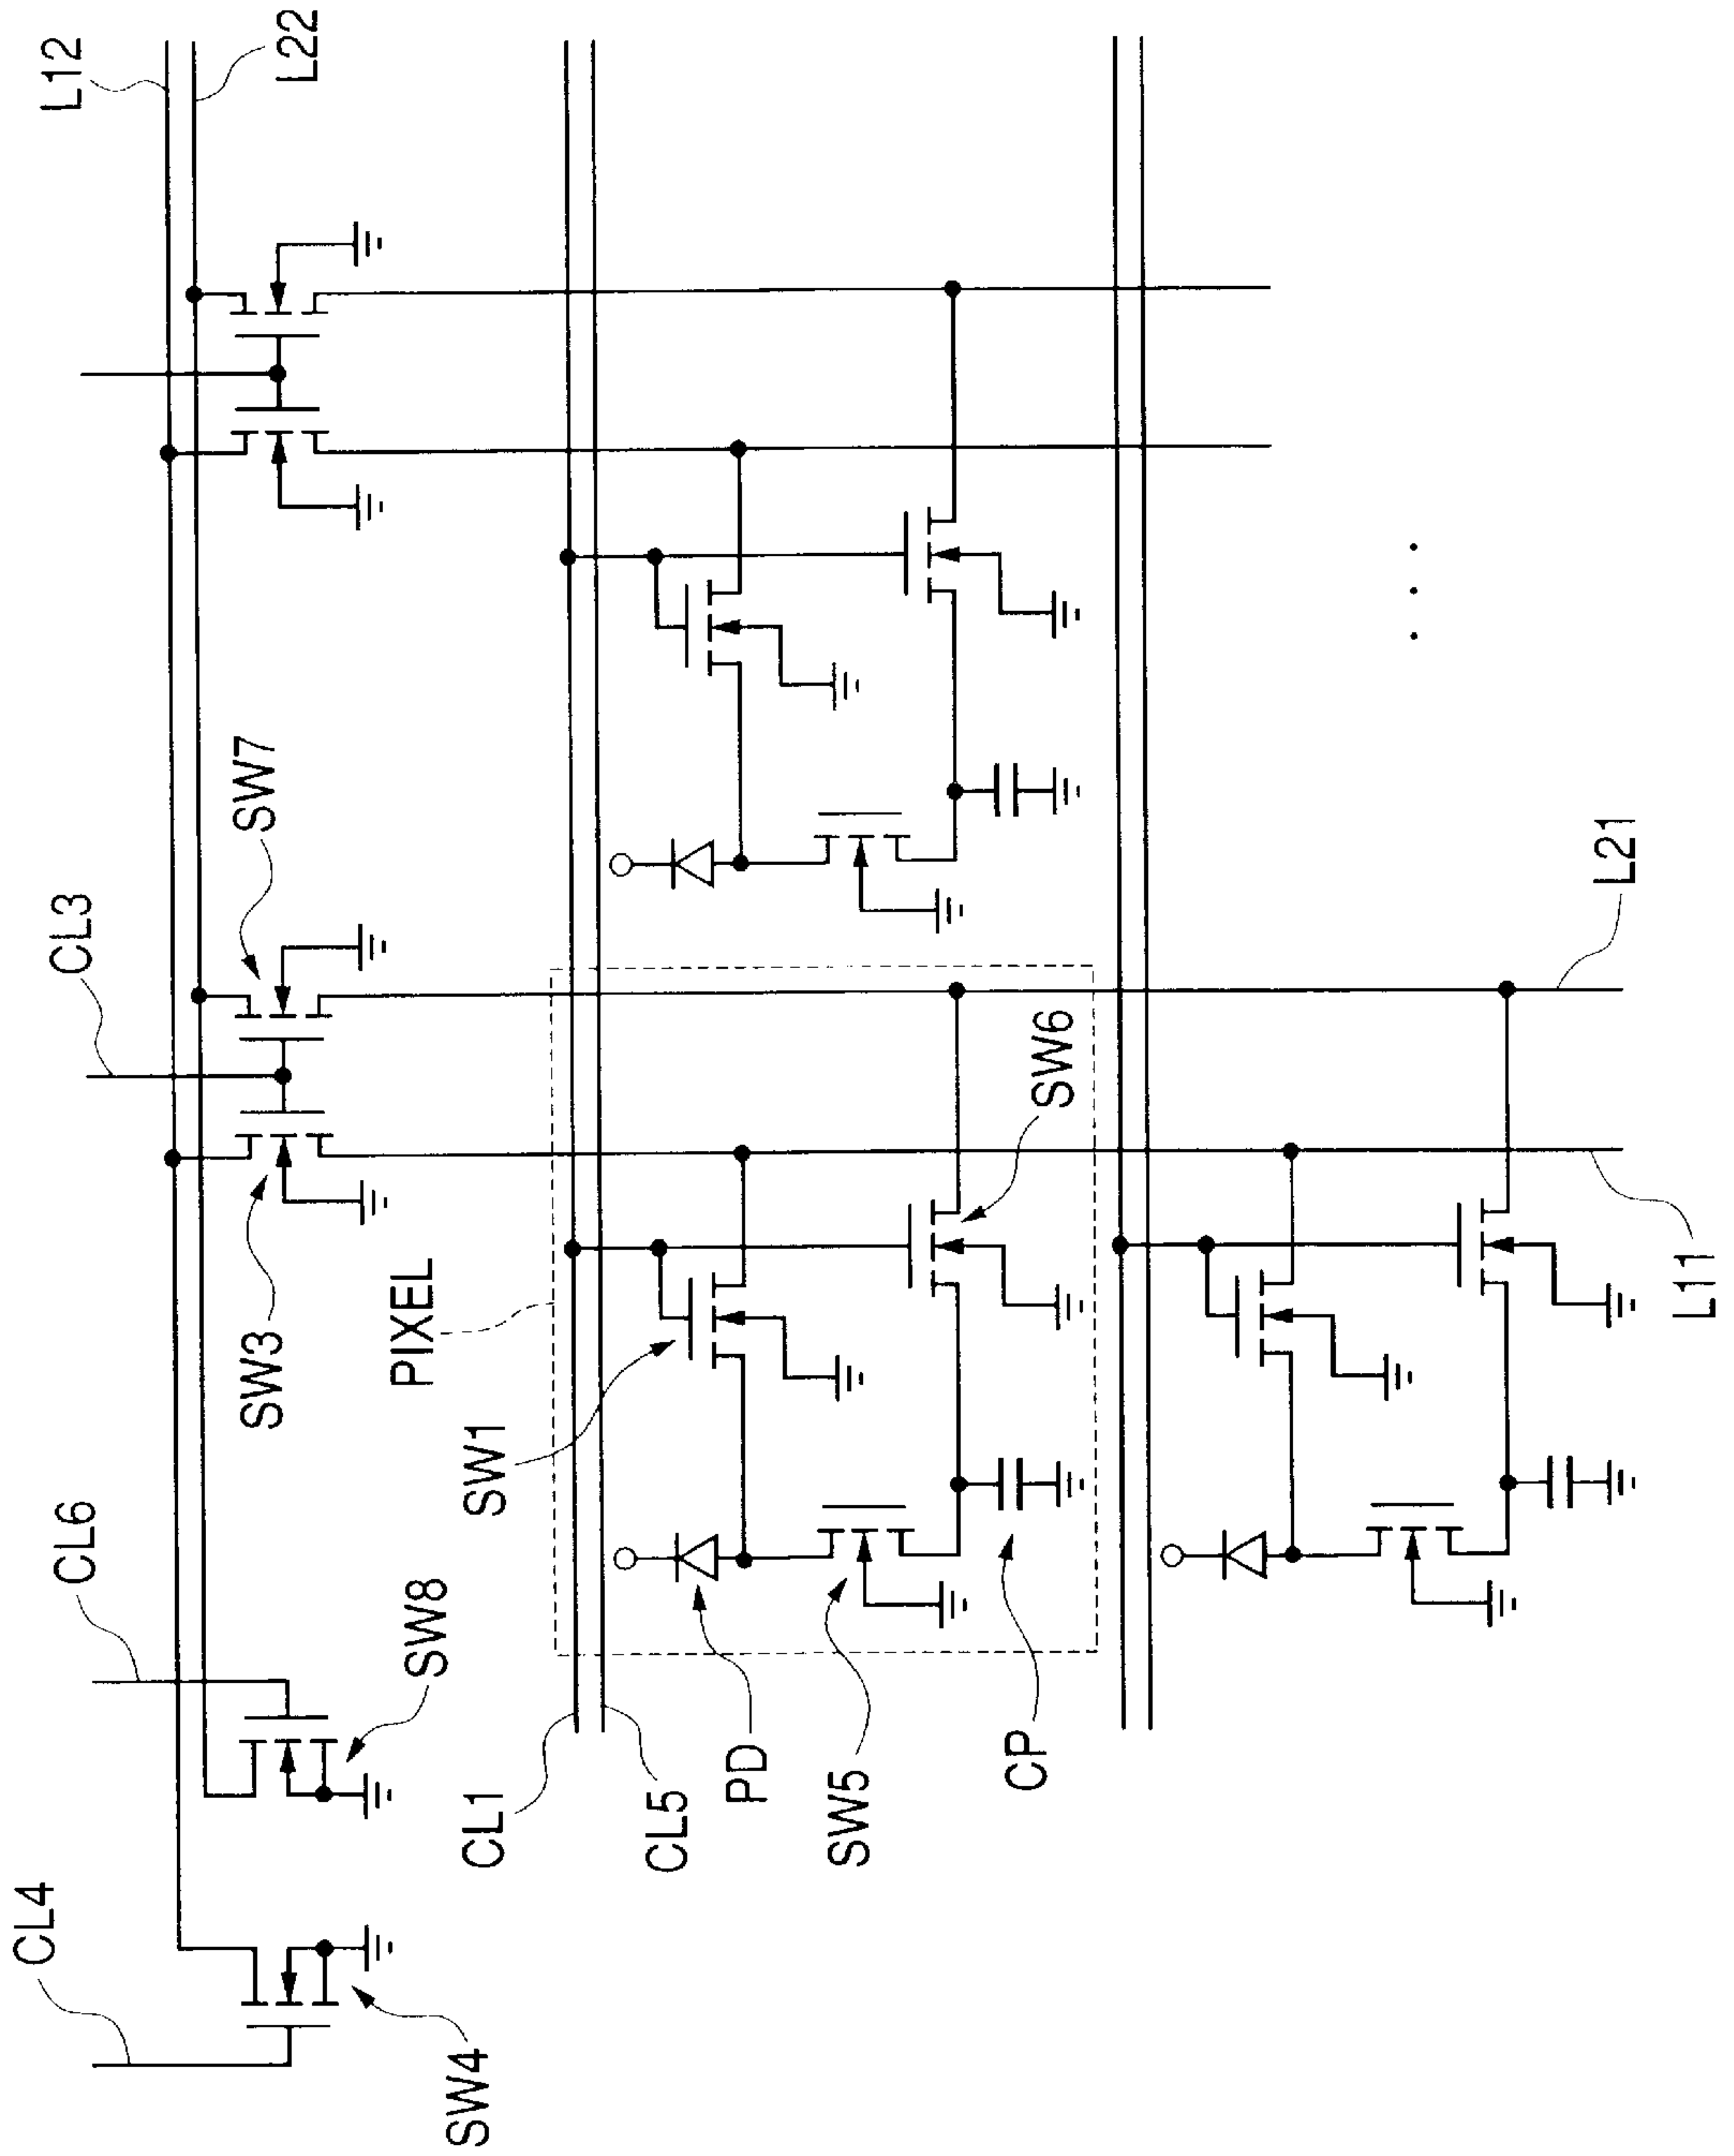 L12
L22
CL3
SW7
SW3
CL6
SW8
CL4
SW4
PIXEL
SW1
SW6
CL1
CL5
PD
SW5
CP
L21
L11